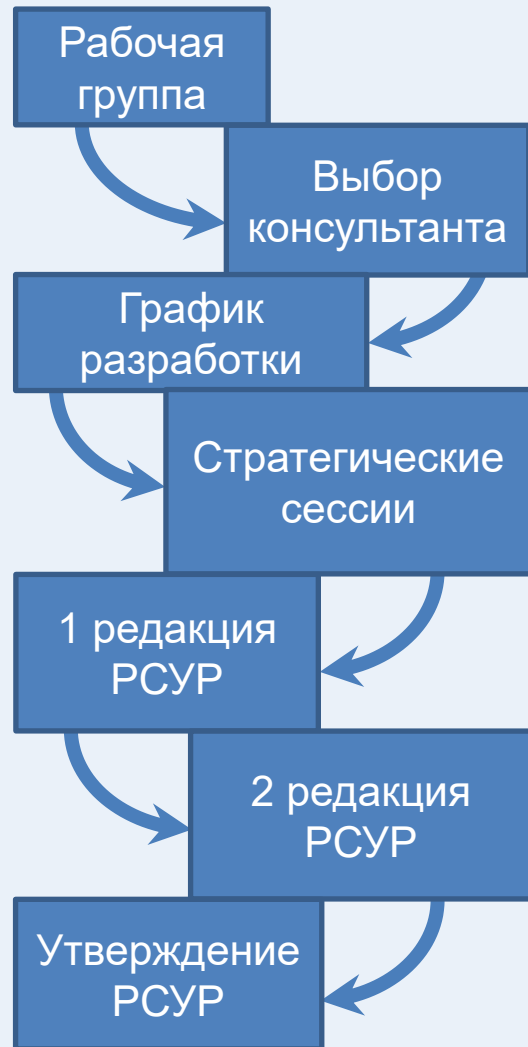 Рабочая
группа
Выбор
консультанта
График
разработки
Стратегические
сессии
1 редакция
РСУР
2 редакция
РСУР
Утверждение
РСУР